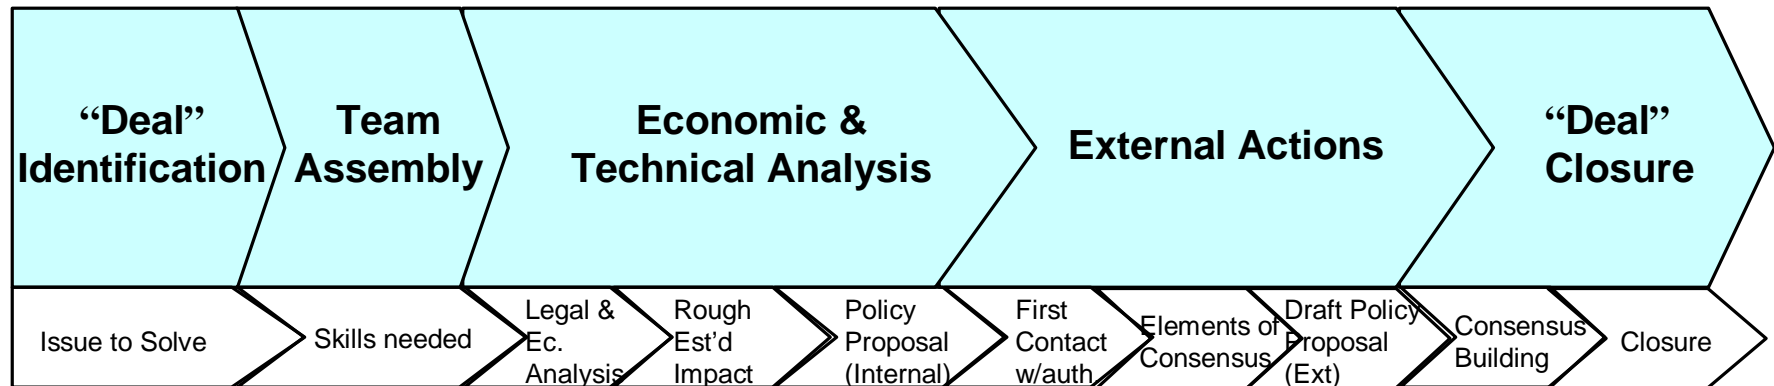 “Deal”
Identification
Team
Assembly
Economic &
Technical Analysis
External Actions
“Deal”
Closure
Issue to Solve
Skills needed
Legal &
Ec.
Analysis
Rough
Est’d
Impact
Policy
Proposal
(Internal)
First
Contact
w/auth
Elements of
Consensus
Draft Policy
Proposal
(Ext)
Consensus
Building
Closure